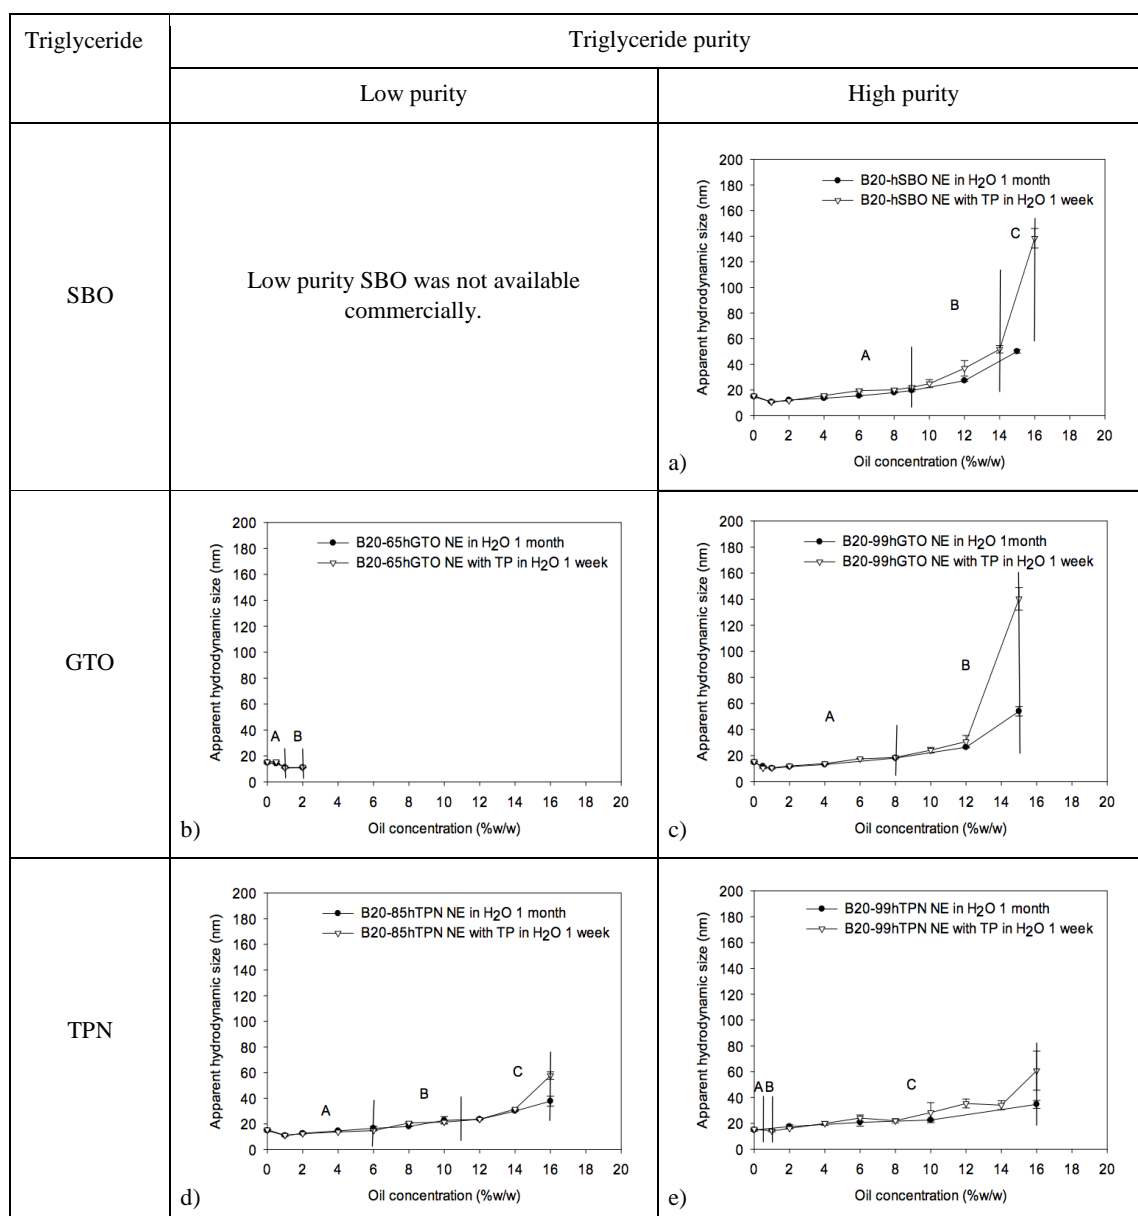 Triglyceride
Triglyceride purity
Low purity
High purity
SBO
Low purity SBO was not available
commercially.
Apparent hydrodynamic size (nm)
200
180
160
140
120
100
80
60
40
20
0
B20-hSBO NE in H2O 1 month
B20-hSBO NE with TP in H2O 1 week
A
B
C
0 2 4 6 8 10 12 14 16 18 20
Oil concentration (%w/w)
a)
GTO
Apparent hydrodynamic size (nm)
200
180
160
140
120
100
80
60
40
20
0
B20-65hGTO NE in H2O 1 month
B20-65hGTO NE with TP in H2O 1 week
A B
0 2 4 6 8 10 12 14 16 18 20
Oil concentration (%w/w)
b)
Apparent hydrodynamic size (nm)
200
180
160
140
120
100
80
60
40
20
0
B20-99hGTO NE in H2O 1month
B20-99hGTO NE with TP in H2O 1 week
A
B
0 2 4 6 8 10 12 14 16 18 20
Oil concentration (%w/w)
c)
TPN
Apparent hydrodynamic size (nm)
200
180
160
140
120
100
80
60
40
20
0
B20-85hTPN NE in H2O 1 month
B20-85hTPN NE with TP in H2O 1 week
A
B
C
0 2 4 6 8 10 12 14 16 18 20
Oil concentration (%w/w)
d)
Apparent hydrodynamic size (nm)
200
180
160
140
120
100
80
60
40
20
0
B20-99hTPN NE in H2O 1 month
B20-99hTPN NE with TP in H2O 1 week
A B
C
0 2 4 6 8 10 12 14 16 18 20
Oil concentration (%w/w)
e)